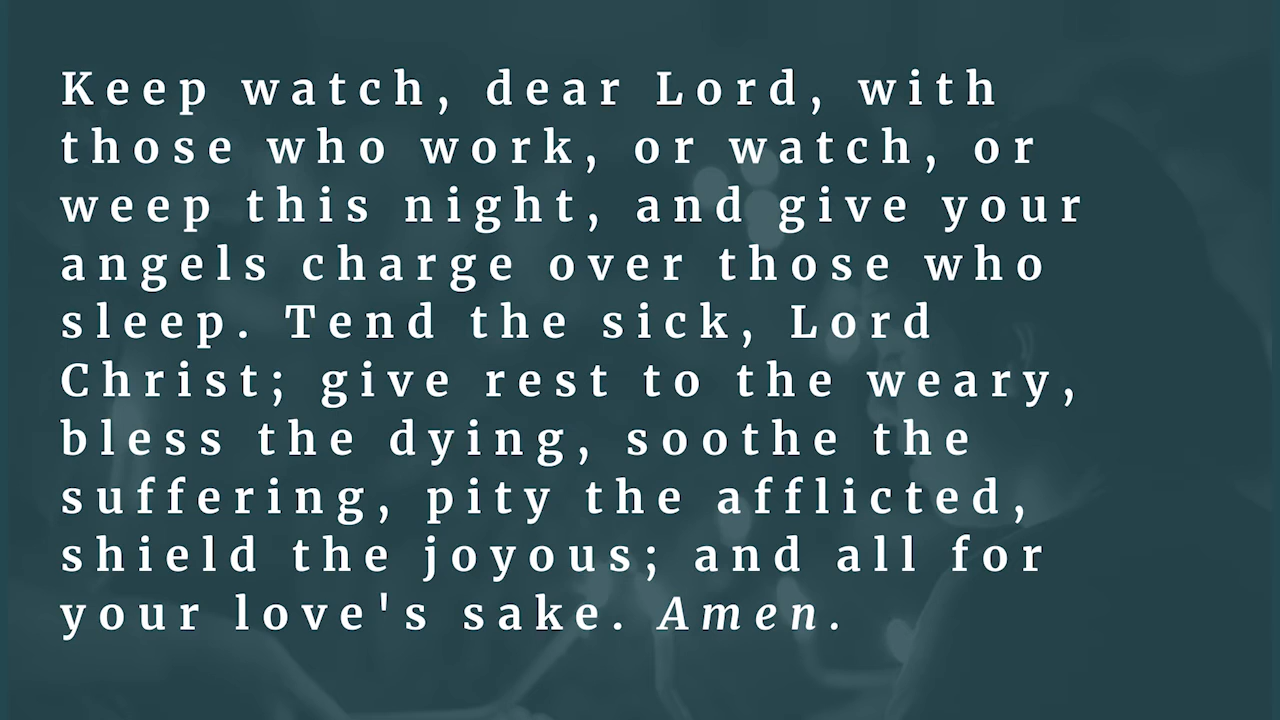 Keep watch, dear Lord, with
those who work, or watch, or
weep this night, and give your
angels charge over those who
sleep. Tend the sick, Lord
Christ; give rest to the weary,
bless the dying, soothe the
suffering, pity the afflicted,
shield the joyous; and all for
your love's sake. Amen.